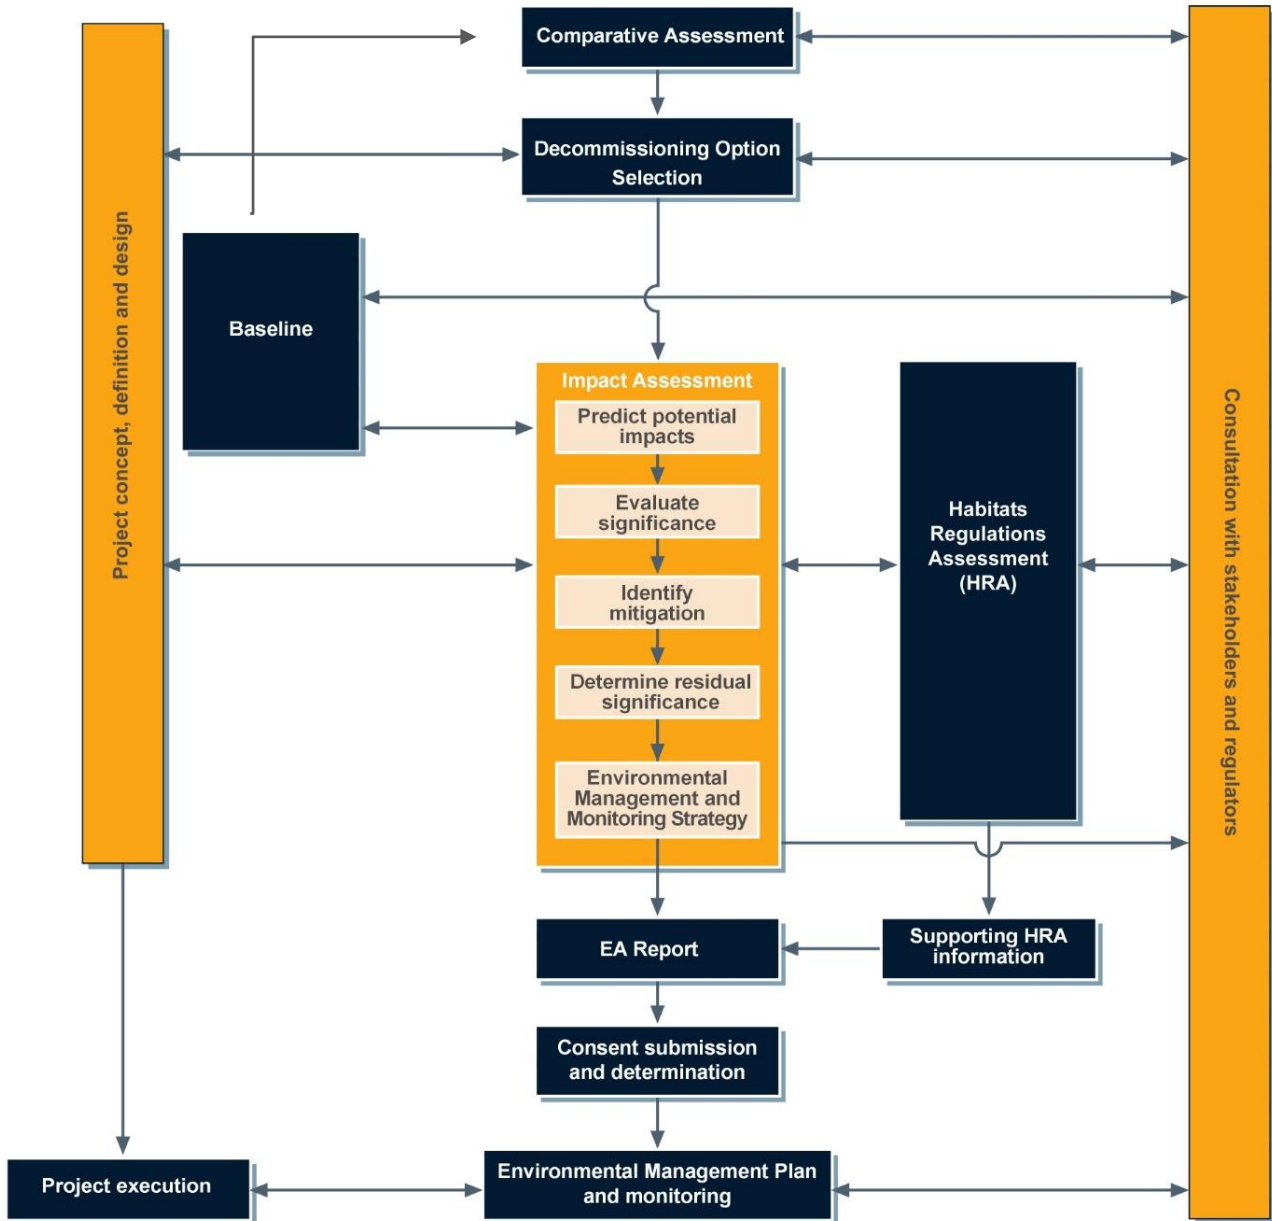 Comparative Assessment
Decommissioning Option
Selection
Project concept, definition and design
Baseline
Impact Assessment
Predict potential
impacts
Evaluate
significance
Identify
mitigation
Determine residual
significance
Environmental
Management and
Monitoring Strategy
Habitats
Regulations
Assessment
(HRA)
Consultation with stakeholders and regulators
EA Report
Supporting HRA
information
Consent submission
and determination
Project execution
Environmental Management Plan
and monitoring